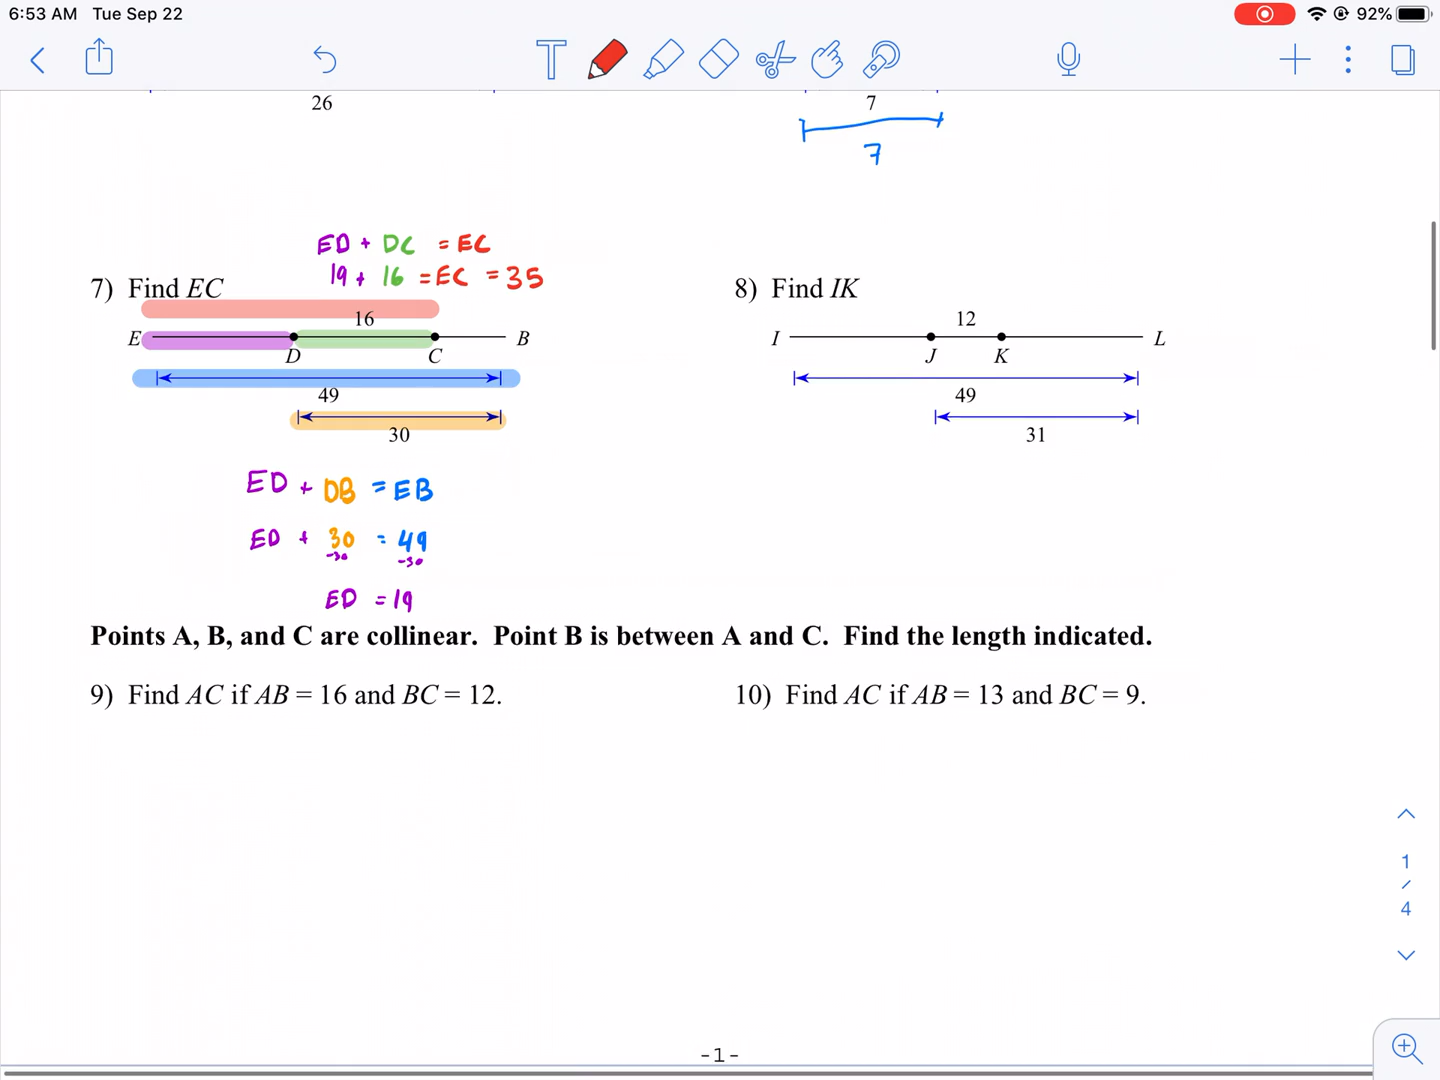 6:53 AM Tue Sep 22
92%
26
7
7
ED + DC = EC
19 + 16 = EC = 35
7) Find EC
16
E
D
C
B
49
30
ED + DB = EB
ED + 30 = 49
-30 -30
ED = 19
8) Find IK
12
I
J
K
L
49
31
Points A, B, and C are collinear. Point B is between A and C. Find the length indicated.
9) Find AC if AB = 16 and BC = 12.
10) Find AC if AB = 13 and BC = 9.
1
/
4
-1-